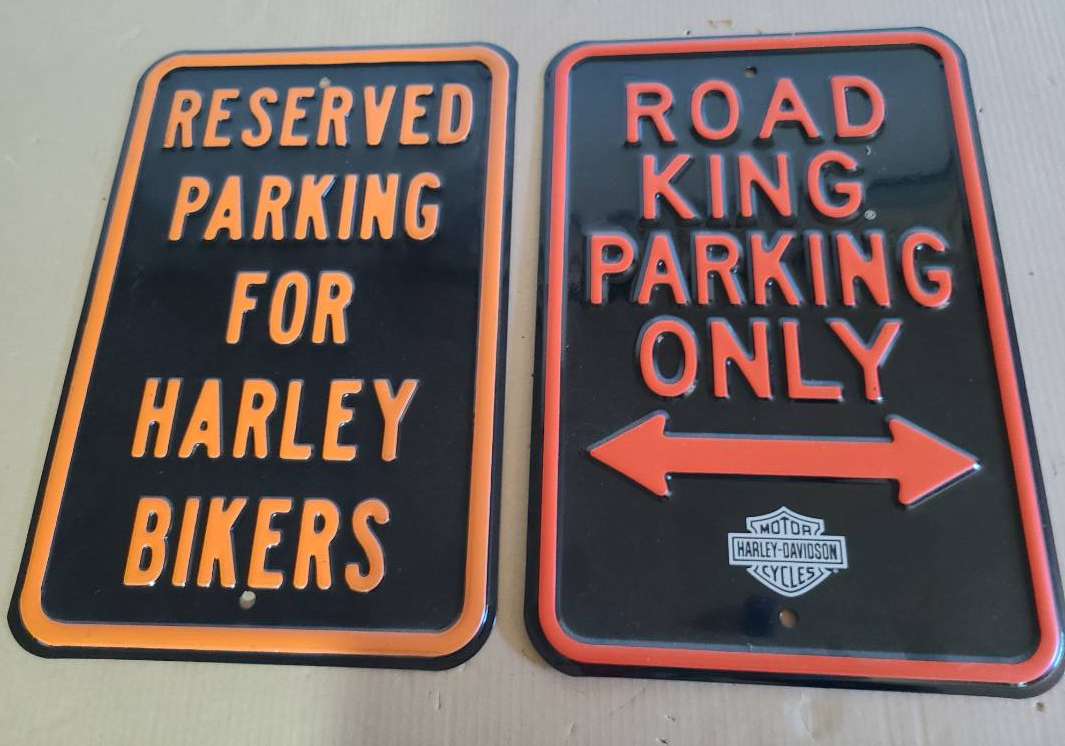 RESERVED
PARKING
FOR
HARLEY
BIKERS
ROAD
KING®
PARKING
ONLY
MOTOR
HARLEY-DAVIDSON
CYCLES